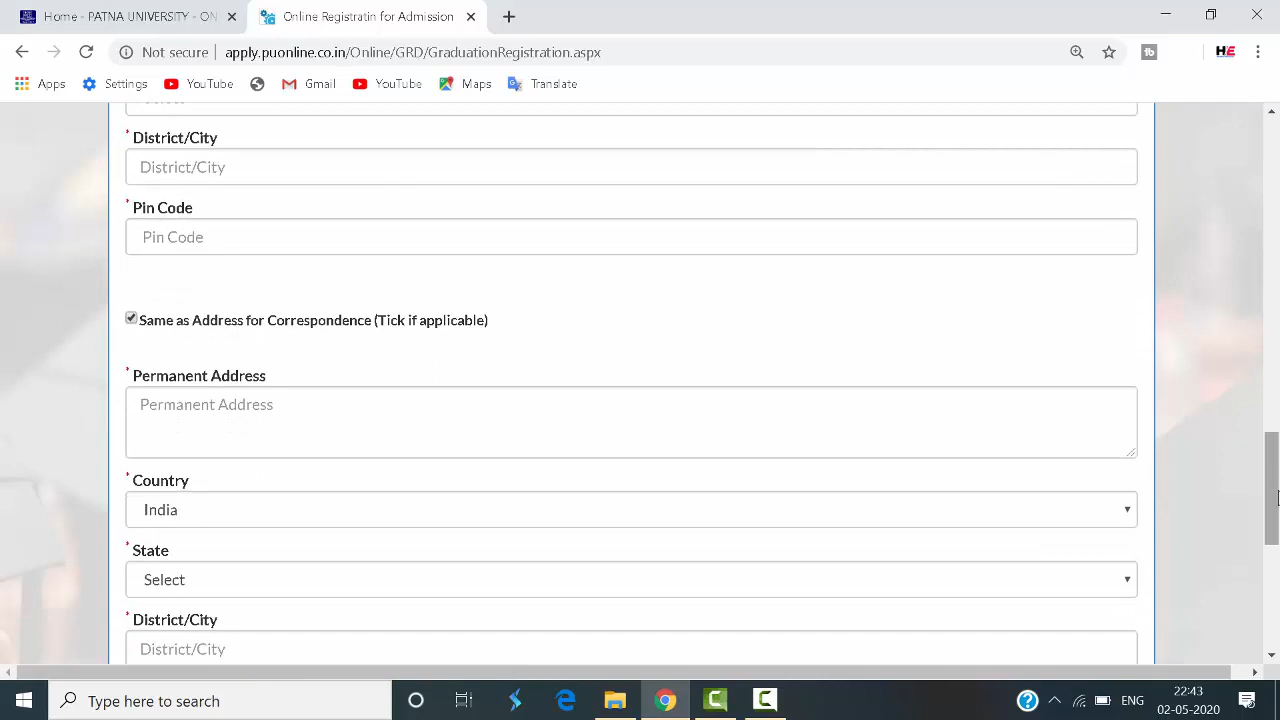 Home - PATNA UNIVERSITY ON
Online Registratin for Admission
Not secure | apply.puonline.co.in/Online/GRD/GraduationRegistration.aspx
Apps Settings YouTube Gmail YouTube Maps Translate
* District/City
District/City
* Pin Code
Pin Code
Same as Address for Correspondence (Tick if applicable)
* Permanent Address
Permanent Address
* Country
India
* State
Select
* District/City
District/City
Type here to search
ENG
22:43
02-05-2020